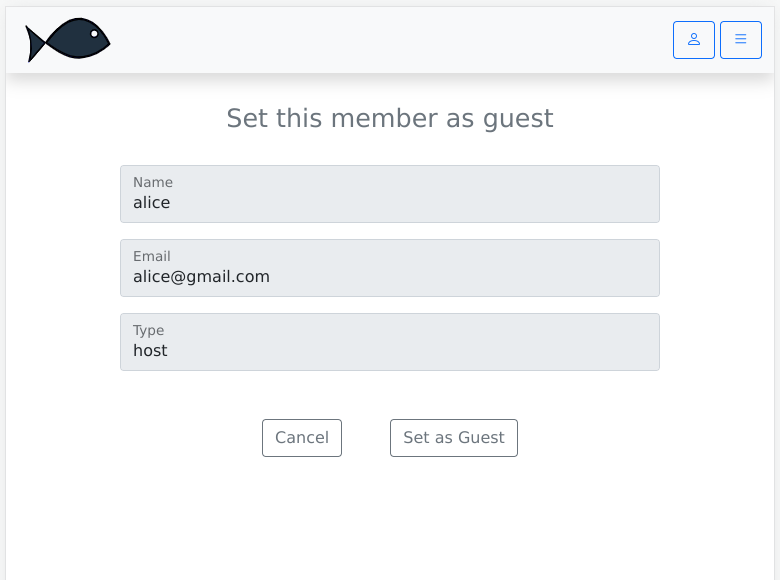 Set this member as guest
Name
alice
Email
alice@gmail.com
Type
host
Cancel
Set as Guest